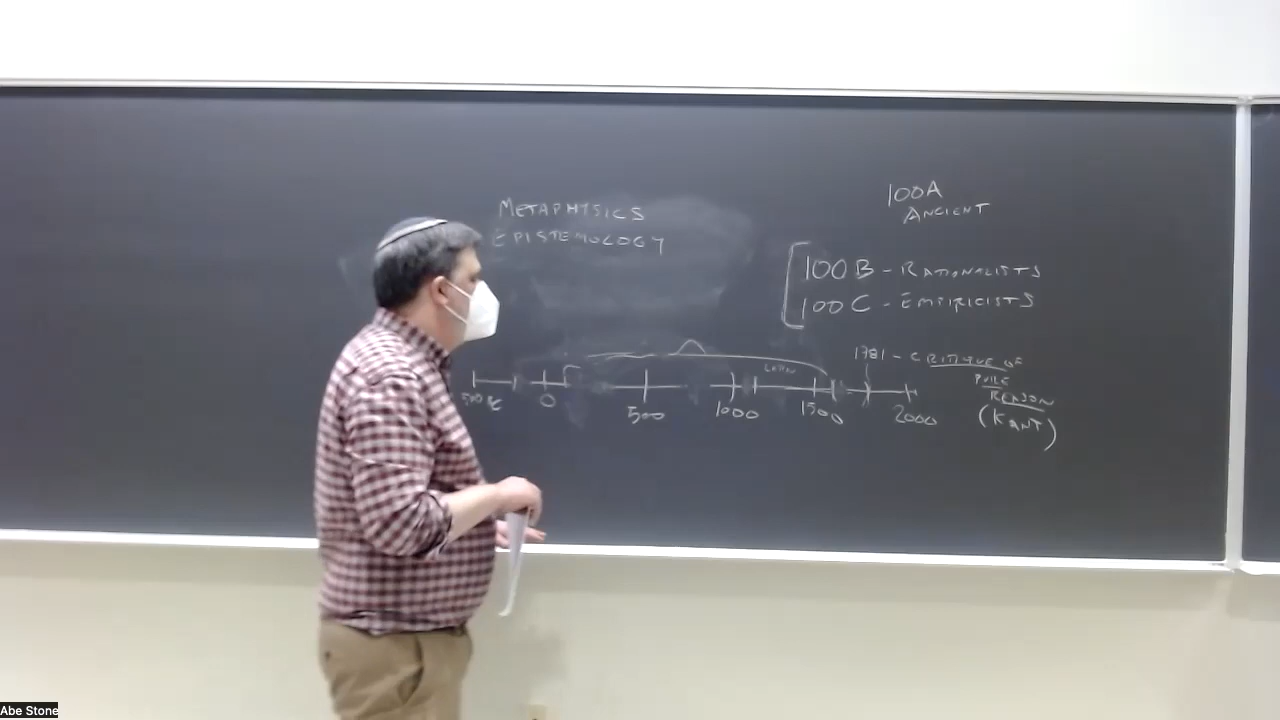 METAPHYSICS
EPISTEMOLOGY
100A
ANCIENT
100B - RATIONALISTS
100C - EMPIRICISTS
1781 - CRITIQUE OF
PURE
REASON
(KANT)
LATIN
0
500
1000
1500
2000
Abe Stone